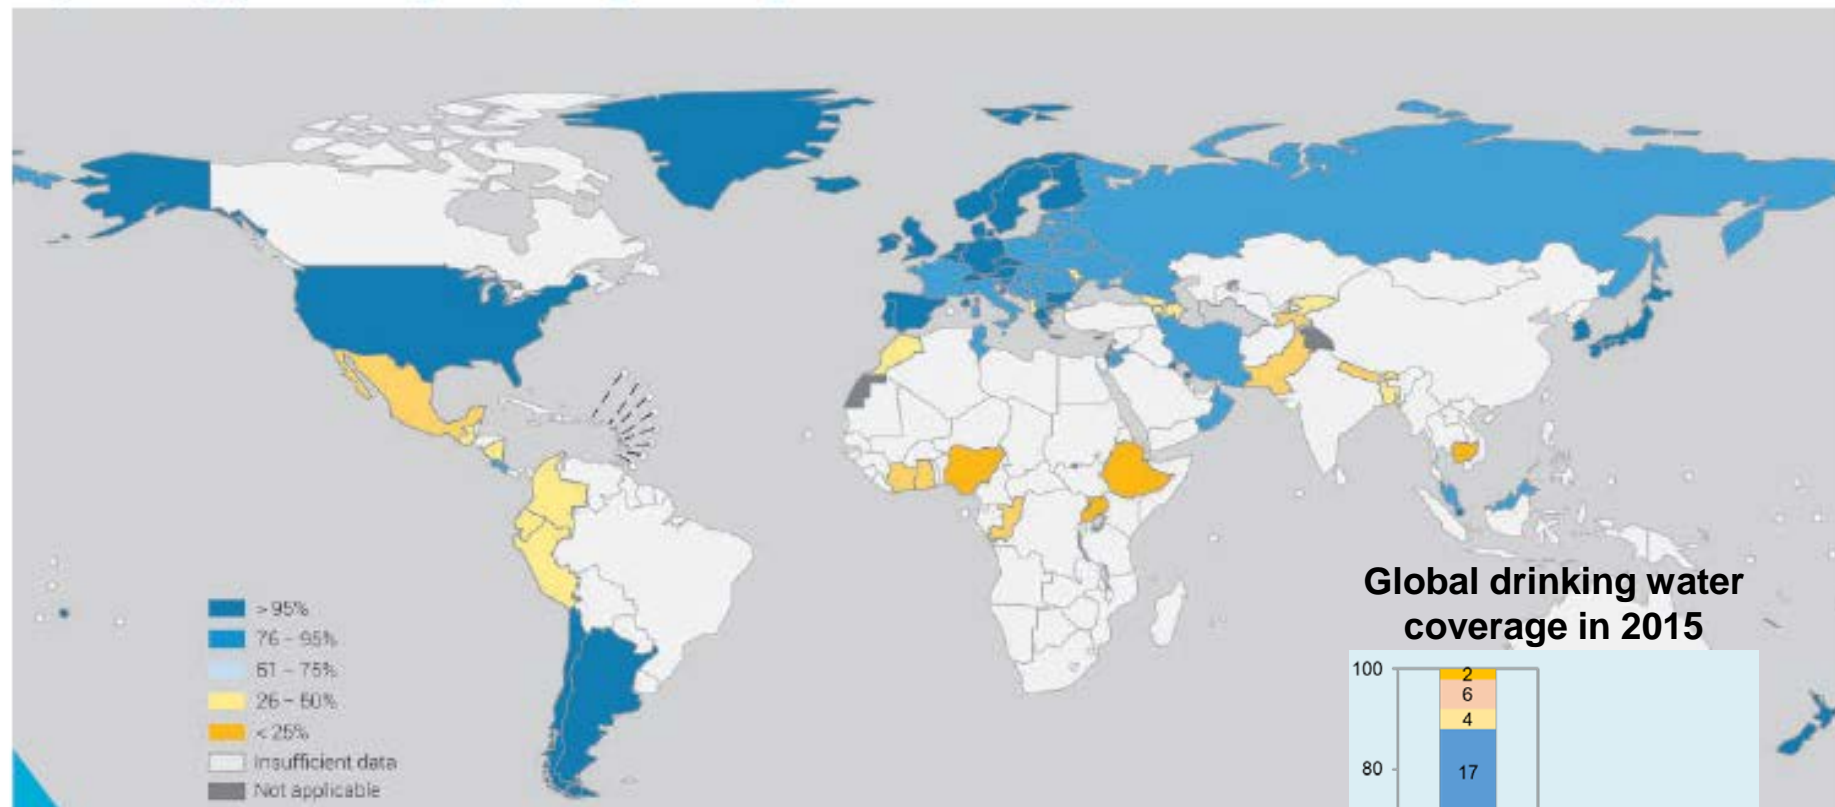 > 95%
76 – 95%
61 – 75%
26 – 50%
< 25%
Insufficient data
Not applicable
Global drinking water
coverage in 2015
100
2
6
4
80
17